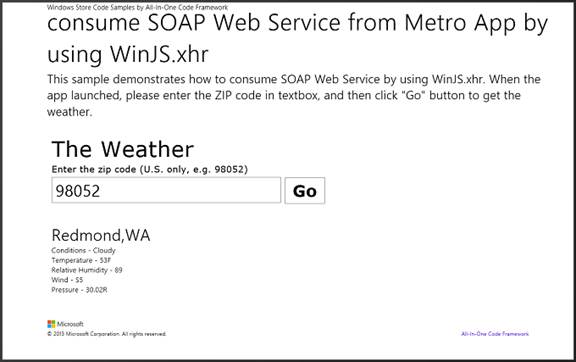 Windows Store Code Samples by All-In-One Code Framework
consume SOAP Web Service from Metro App by
using WinJS.xhr
This sample demonstrates how to consume SOAP Web Service by using WinJS.xhr. When the
app launched, please enter the ZIP code in textbox, and then click "Go" button to get the
weather.
The Weather
Enter the zip code (U.S. only, e.g. 98052)
98052 Go
Redmond,WA
Conditions - Cloudy
Temperature - 53F
Relative Humidity - 89
Wind - S5
Pressure - 30.02R
Microsoft
© 2013 Microsoft Corporation. All rights reserved. All-In-One Code Framework